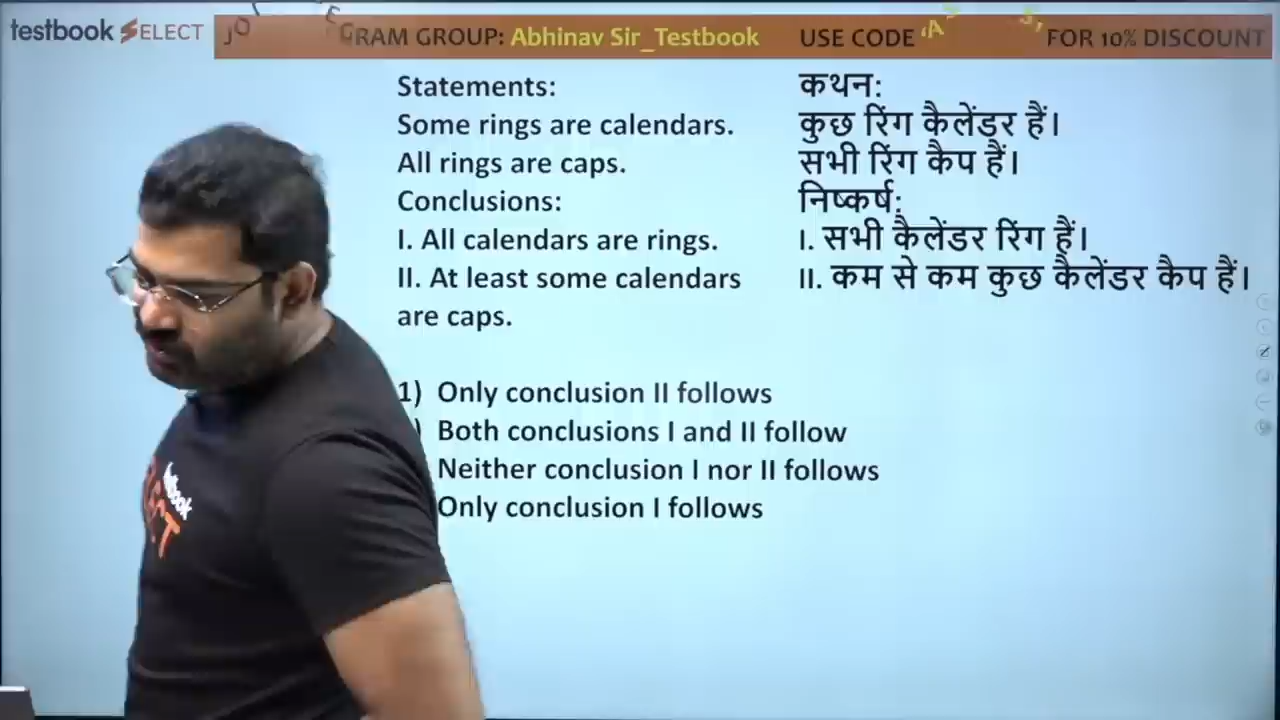 testbook SELECT
GRAM GROUP: Abhinav Sir_Testbook USE CODE FOR 10% DISCOUNT
Statements:
Some rings are calendars.
All rings are caps.
Conclusions:
I. All calendars are rings.
II. At least some calendars
are caps.
1) Only conclusion II follows
) Both conclusions I and II follow
Neither conclusion I nor II follows
Only conclusion I follows
कथन:
कुछ रिंग कैलेंडर हैं।
सभी रिंग कैप हैं।
निष्कर्ष:
I. सभी कैलेंडर रिंग हैं।
II. कम से कम कुछ कैलेंडर कैप हैं।
testbook